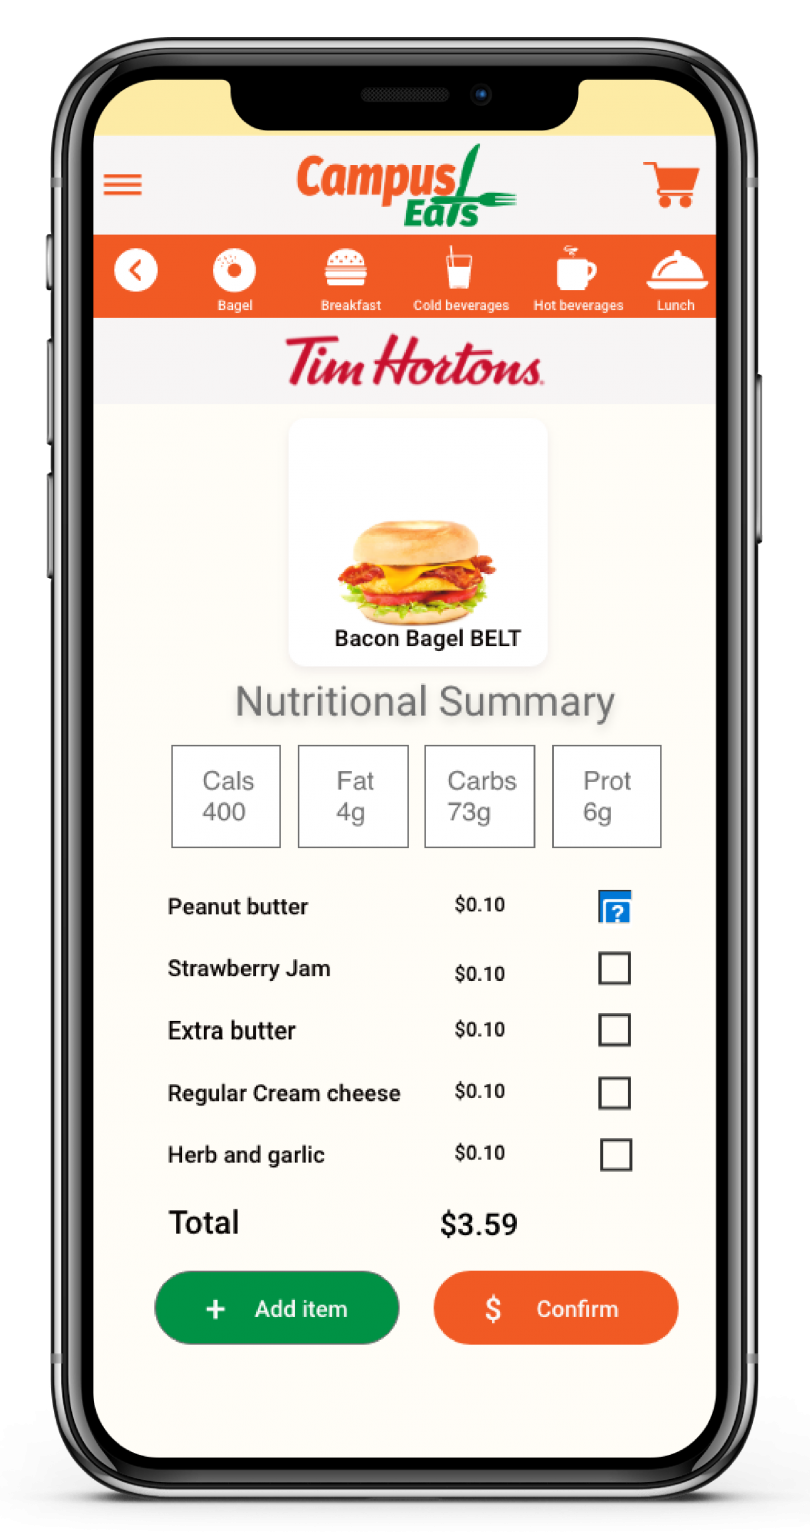 Campus
Eats
Bagel Breakfast Cold beverages Hot beverages Lunch
Tim Hortons
Bacon Bagel BELT
Nutritional Summary
Cals Fat Carbs Prot
400 4g 73g 6g
Peanut butter $0.10 ?
Strawberry Jam $0.10
Extra butter $0.10
Regular Cream cheese $0.10
Herb and garlic $0.10
Total $3.59
+ Add item $ Confirm